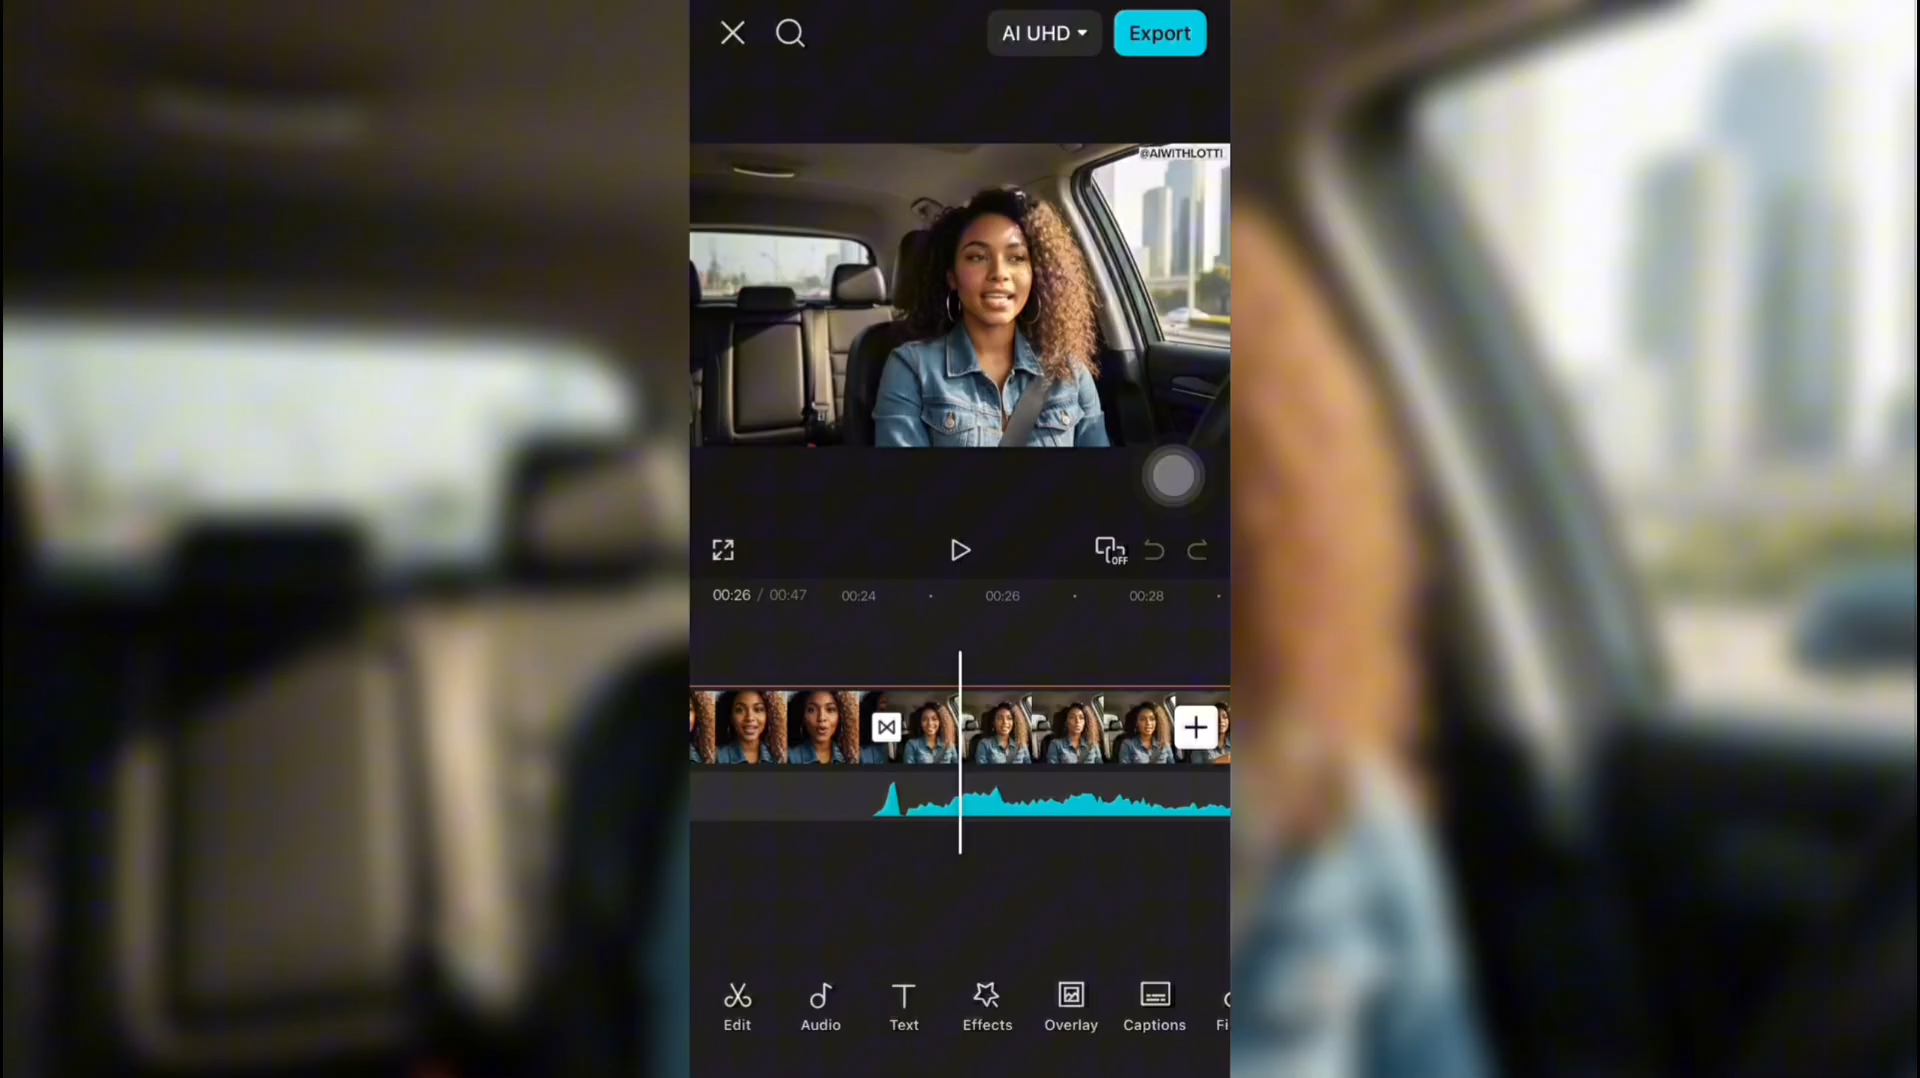 AI UHD
Export
@AIWITHLOTTI
OFF
00:26 / 00:47
00:24
00:26
00:28
Edit
Audio
Text
Effects
Overlay
Captions
Fi